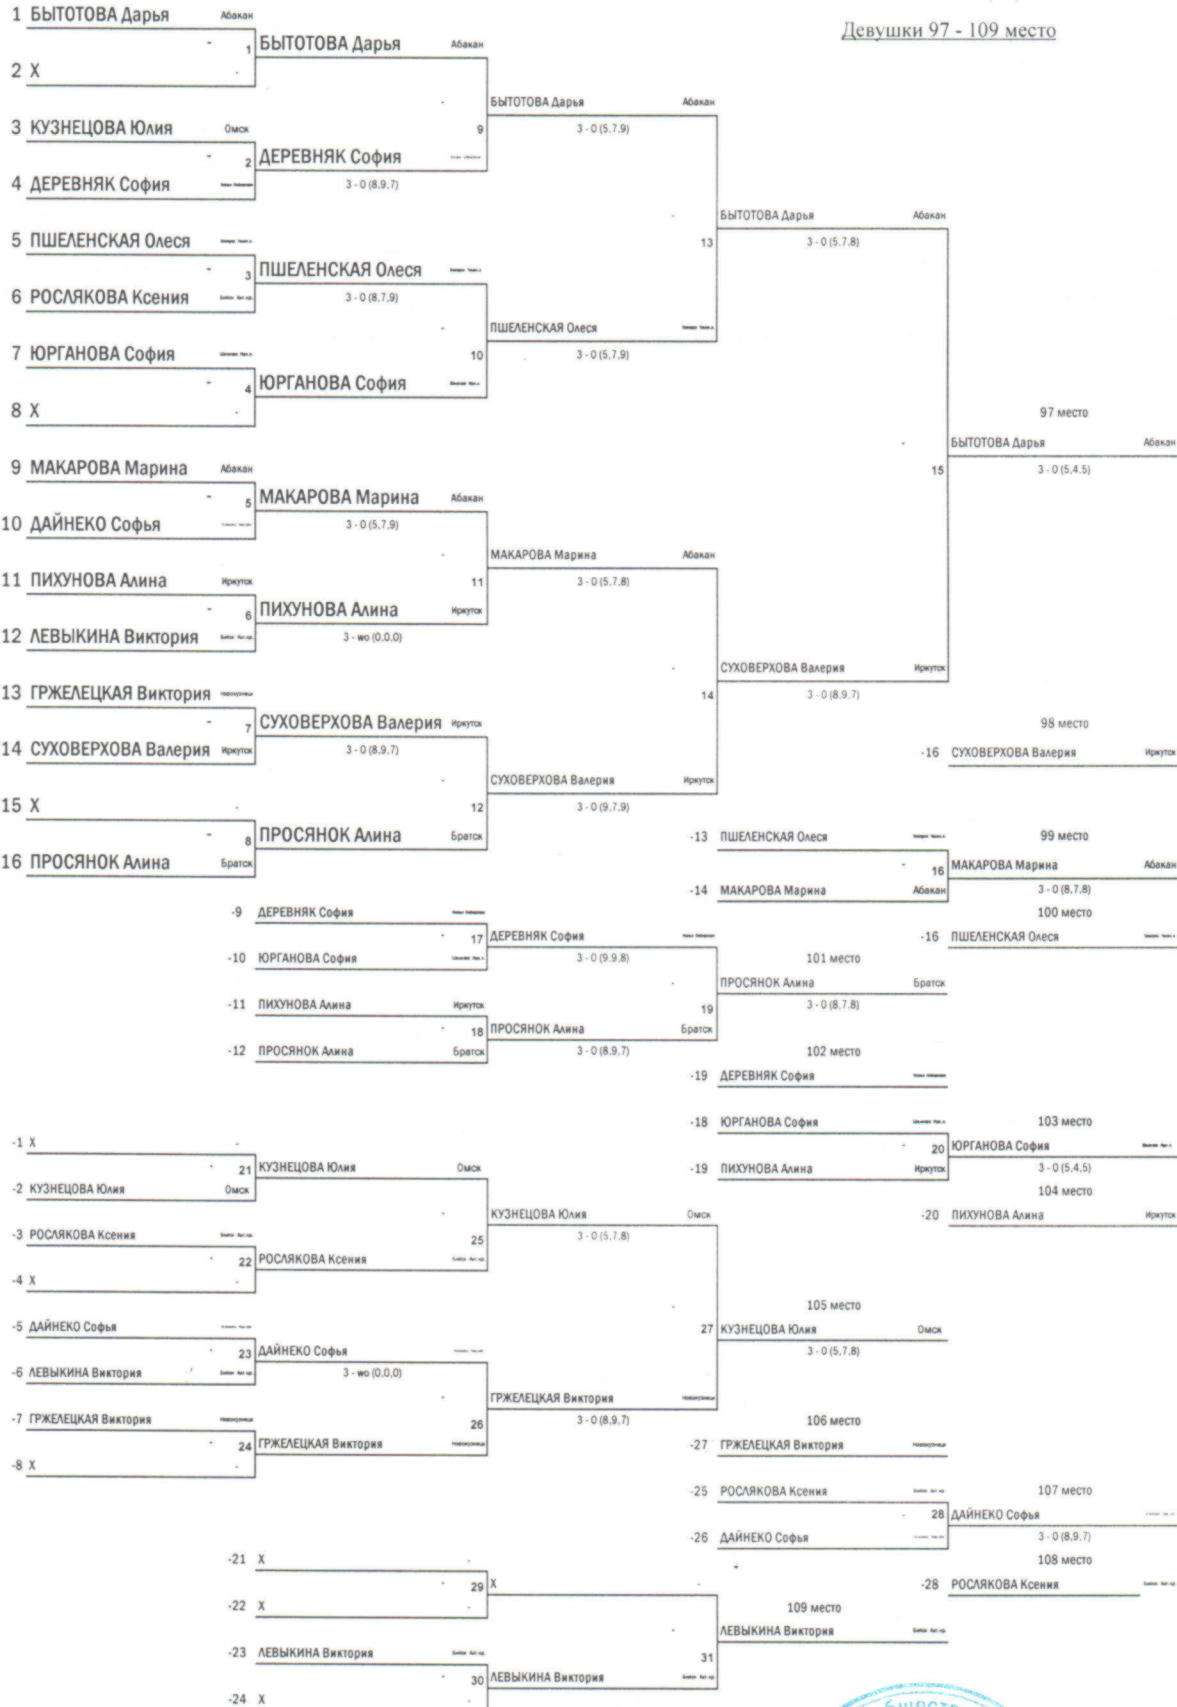 Девушки 97 - 109 место
1 БЫТОТОВА Дарья Абакан
- 1 БЫТОТОВА Дарья Абакан
2 X
БЫТОТОВА Дарья Абакан
3 КУЗНЕЦОВА Юлия Омск
9 3 - 0 (5,7,9)
- 2 ДЕРЕВНЯК София
4 ДЕРЕВНЯК София
3 - 0 (8,9,7)
БЫТОТОВА Дарья Абакан
5 ПШЕЛЕНСКАЯ Олеся
13 3 - 0 (5,7,8)
- 3 ПШЕЛЕНСКАЯ Олеся
6 РОСЛЯКОВА Ксения
3 - 0 (8,7,9)
ПШЕЛЕНСКАЯ Олеся
7 ЮРГАНОВА София
10 3 - 0 (5,7,9)
- 4 ЮРГАНОВА София
8 X
97 место
БЫТОТОВА Дарья Абакан
9 МАКАРОВА Марина Абакан
15 3 - 0 (5,4,5)
- 5 МАКАРОВА Марина Абакан
10 ДАЙНЕКО Софья
3 - 0 (5,7,9)
МАКАРОВА Марина Абакан
11 ПИХУНОВА Алина Иркутск
11 3 - 0 (5,7,8)
- 6 ПИХУНОВА Алина Иркутск
12 ЛЕВЫКИНА Виктория
3 - wo (0,0,0)
СУХОВЕРХОВА Валерия Иркутск
13 ГРЖЕЛЕЦКАЯ Виктория Новокузнецк
14 3 - 0 (8,9,7)
- 7 СУХОВЕРХОВА Валерия Иркутск
98 место
14 СУХОВЕРХОВА Валерия Иркутск
3 - 0 (8,9,7)
-16 СУХОВЕРХОВА Валерия Иркутск
СУХОВЕРХОВА Валерия Иркутск
15 X
12 3 - 0 (9,7,9)
- 8 ПРОСЯНОК Алина Братск
-13 ПШЕЛЕНСКАЯ Олеся
99 место
16 ПРОСЯНОК Алина Братск
- 16 МАКАРОВА Марина Абакан
-14 МАКАРОВА Марина Абакан
3 - 0 (8,7,8)
-9 ДЕРЕВНЯК София
100 место
17 ДЕРЕВНЯК София
-16 ПШЕЛЕНСКАЯ Олеся
-10 ЮРГАНОВА София
3 - 0 (9,9,8)
101 место
ПРОСЯНОК Алина Братск
-11 ПИХУНОВА Алина Иркутск
19 3 - 0 (8,7,8)
- 18 ПРОСЯНОК Алина Братск
-12 ПРОСЯНОК Алина Братск
3 - 0 (8,9,7)
102 место
-19 ДЕРЕВНЯК София
-18 ЮРГАНОВА София
103 место
-1 X
- 20 ЮРГАНОВА София
- 21 КУЗНЕЦОВА Юлия Омск
-19 ПИХУНОВА Алина Иркутск
3 - 0 (5,4,5)
-2 КУЗНЕЦОВА Юлия Омск
104 место
КУЗНЕЦОВА Юлия Омск
-20 ПИХУНОВА Алина Иркутск
-3 РОСЛЯКОВА Ксения
25 3 - 0 (5,7,8)
- 22 РОСЛЯКОВА Ксения
-4 X
105 место
-5 ДАЙНЕКО Софья
27 КУЗНЕЦОВА Юлия Омск
- 23 ДАЙНЕКО Софья
3 - 0 (5,7,8)
-6 ЛЕВЫКИНА Виктория
3 - wo (0,0,0)
ГРЖЕЛЕЦКАЯ Виктория Новокузнецк
-7 ГРЖЕЛЕЦКАЯ Виктория Новокузнецк
26 3 - 0 (8,9,7)
106 место
- 24 ГРЖЕЛЕЦКАЯ Виктория Новокузнецк
-27 ГРЖЕЛЕЦКАЯ Виктория Новокузнецк
-8 X
-25 РОСЛЯКОВА Ксения
107 место
- 28 ДАЙНЕКО Софья
-26 ДАЙНЕКО Софья
3 - 0 (8,9,7)
-21 X
108 место
- 29 X
-28 РОСЛЯКОВА Ксения
-22 X
109 место
ЛЕВЫКИНА Виктория
-23 ЛЕВЫКИНА Виктория
31
- 30 ЛЕВЫКИНА Виктория
-24 X